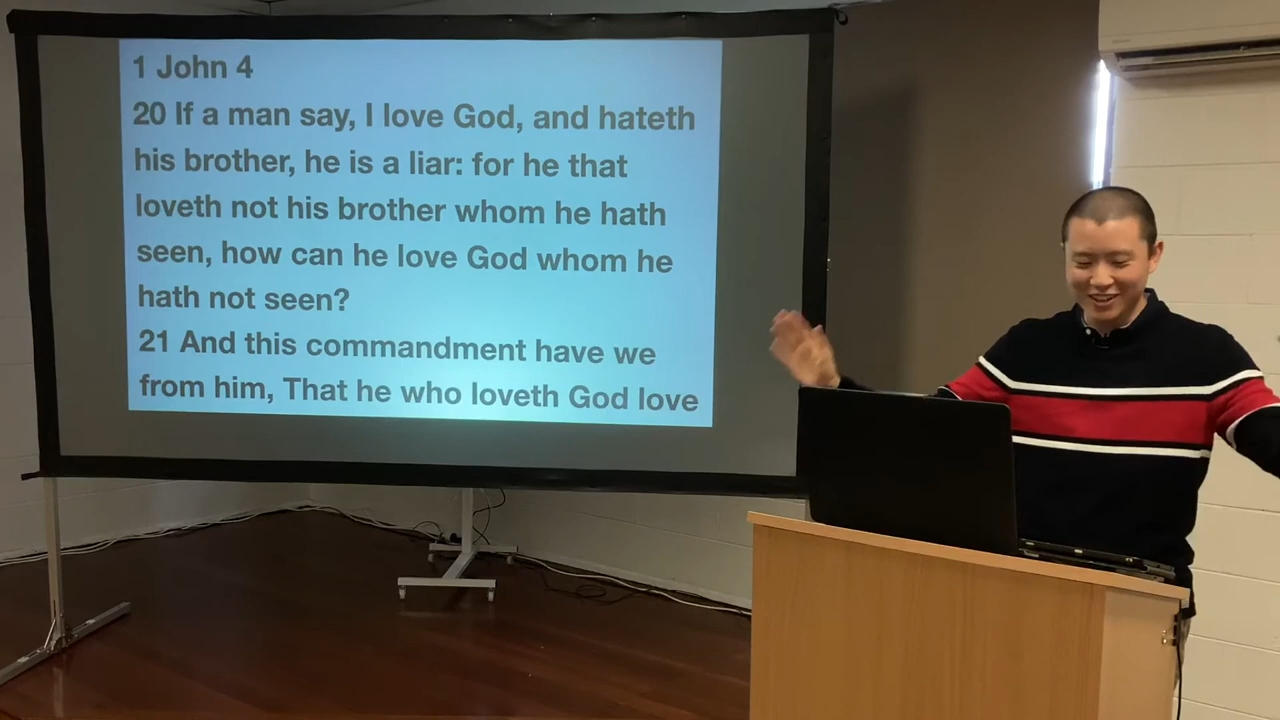 1 John 4
20 If a man say, I love God, and hateth
his brother, he is a liar: for he that
loveth not his brother whom he hath
seen, how can he love God whom he
hath not seen?
21 And this commandment have we
from him, That he who loveth God love